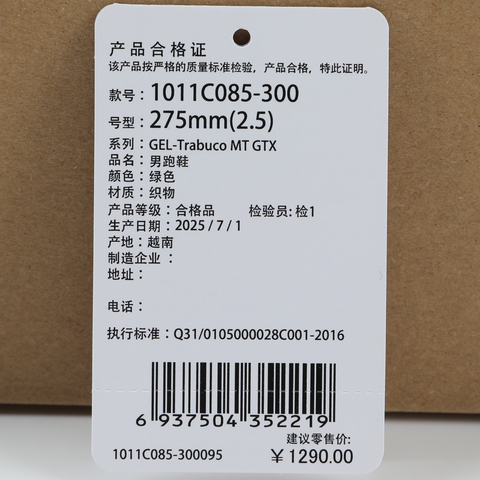 产品合格证
该产品按严格的质量标准检验，产品合格，特此证明。
款号：1011C085-300
号型：275mm(2.5)
系列：GEL-Trabuco MT GTX
品名：男跑鞋
颜色：绿色
材质：织物
产品等级：合格品 检验员: 检1
生产日期：2025 / 7 / 1
产地：越南
制造企业：
地址：
电话：
执行标准：Q31/0105000028C001-2016
6 937504 352219
建议零售价:
1011C085-300095 ￥1290.00